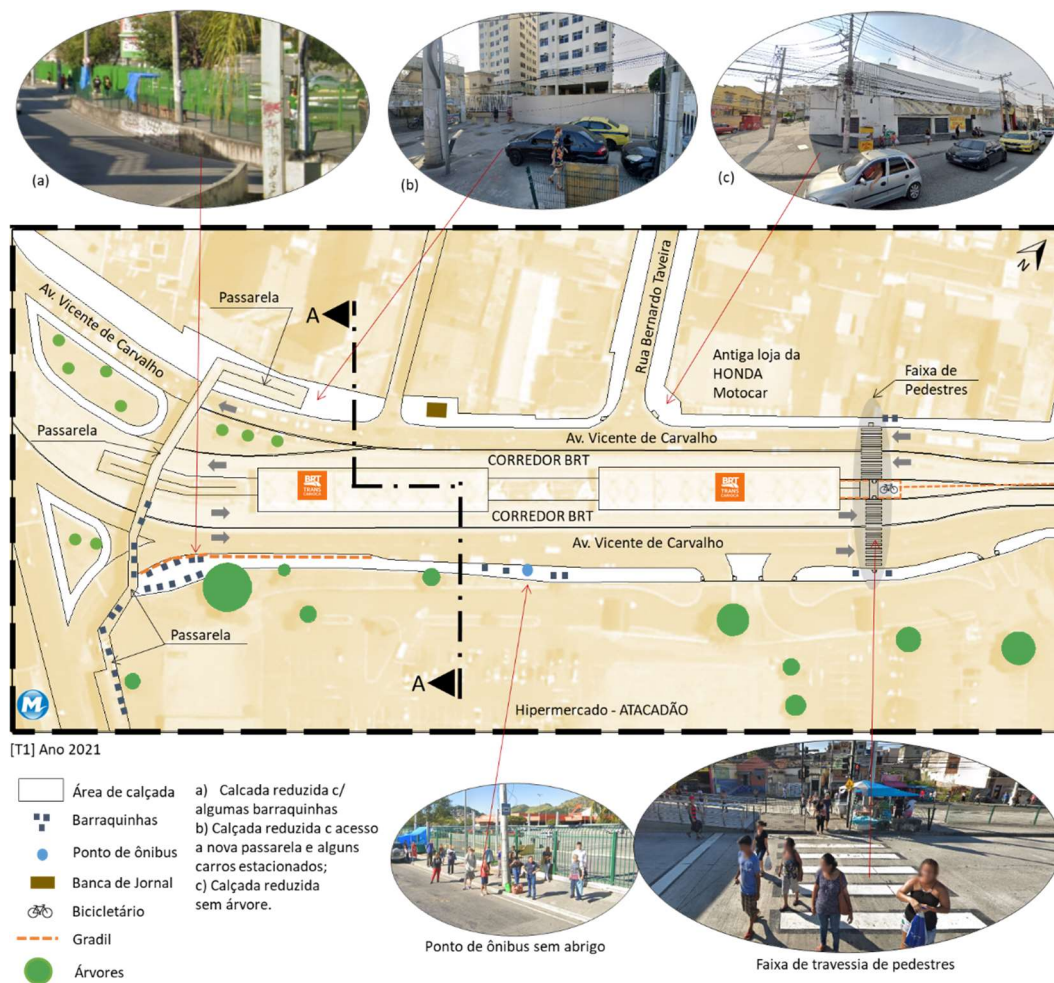 (a)
(b)
(c)
Av. Vicente de Carvalho
Passarela
A
Rua Bernardo Taveira
Antiga loja da
HONDA
Motocar
Faixa de
Pedestres
N
Passarela
Av. Vicente de Carvalho
CORREDOR BRT
BRT
TRANS
CARIOCA
BRT
TRANS
CARIOCA
CORREDOR BRT
Av. Vicente de Carvalho
Passarela
A
M
Hipermercado - ATACADÃO
[T1] Ano 2021
Área de calçada
Barraquinhas
Ponto de ônibus
Banca de Jornal
Bicicletário
Gradil
Árvores
a) Calcada reduzida c/
algumas barraquinhas
b) Calçada reduzida c acesso
a nova passarela e alguns
carros estacionados;
c) Calçada reduzida
sem árvore.
Ponto de ônibus sem abrigo
Faixa de travessia de pedestres